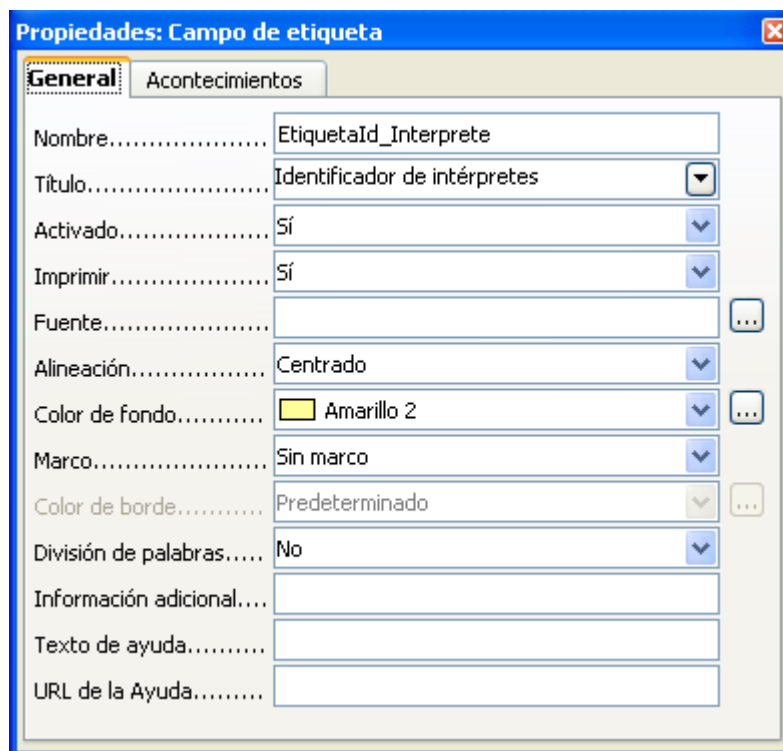 Propiedades: Campo de etiqueta
General Acontecimientos
Nombre.................... EtiquetaId_Interprete
Título....................... Identificador de intérpretes
Activado................... Sí
Imprimir.................... Sí
Fuente..................... ...
Alineación................. Centrado
Color de fondo........... Amarillo 2 ...
Marco....................... Sin marco
Color de borde........... Predeterminado ...
División de palabras..... No
Información adicional....
Texto de ayuda..........
URL de la Ayuda.........